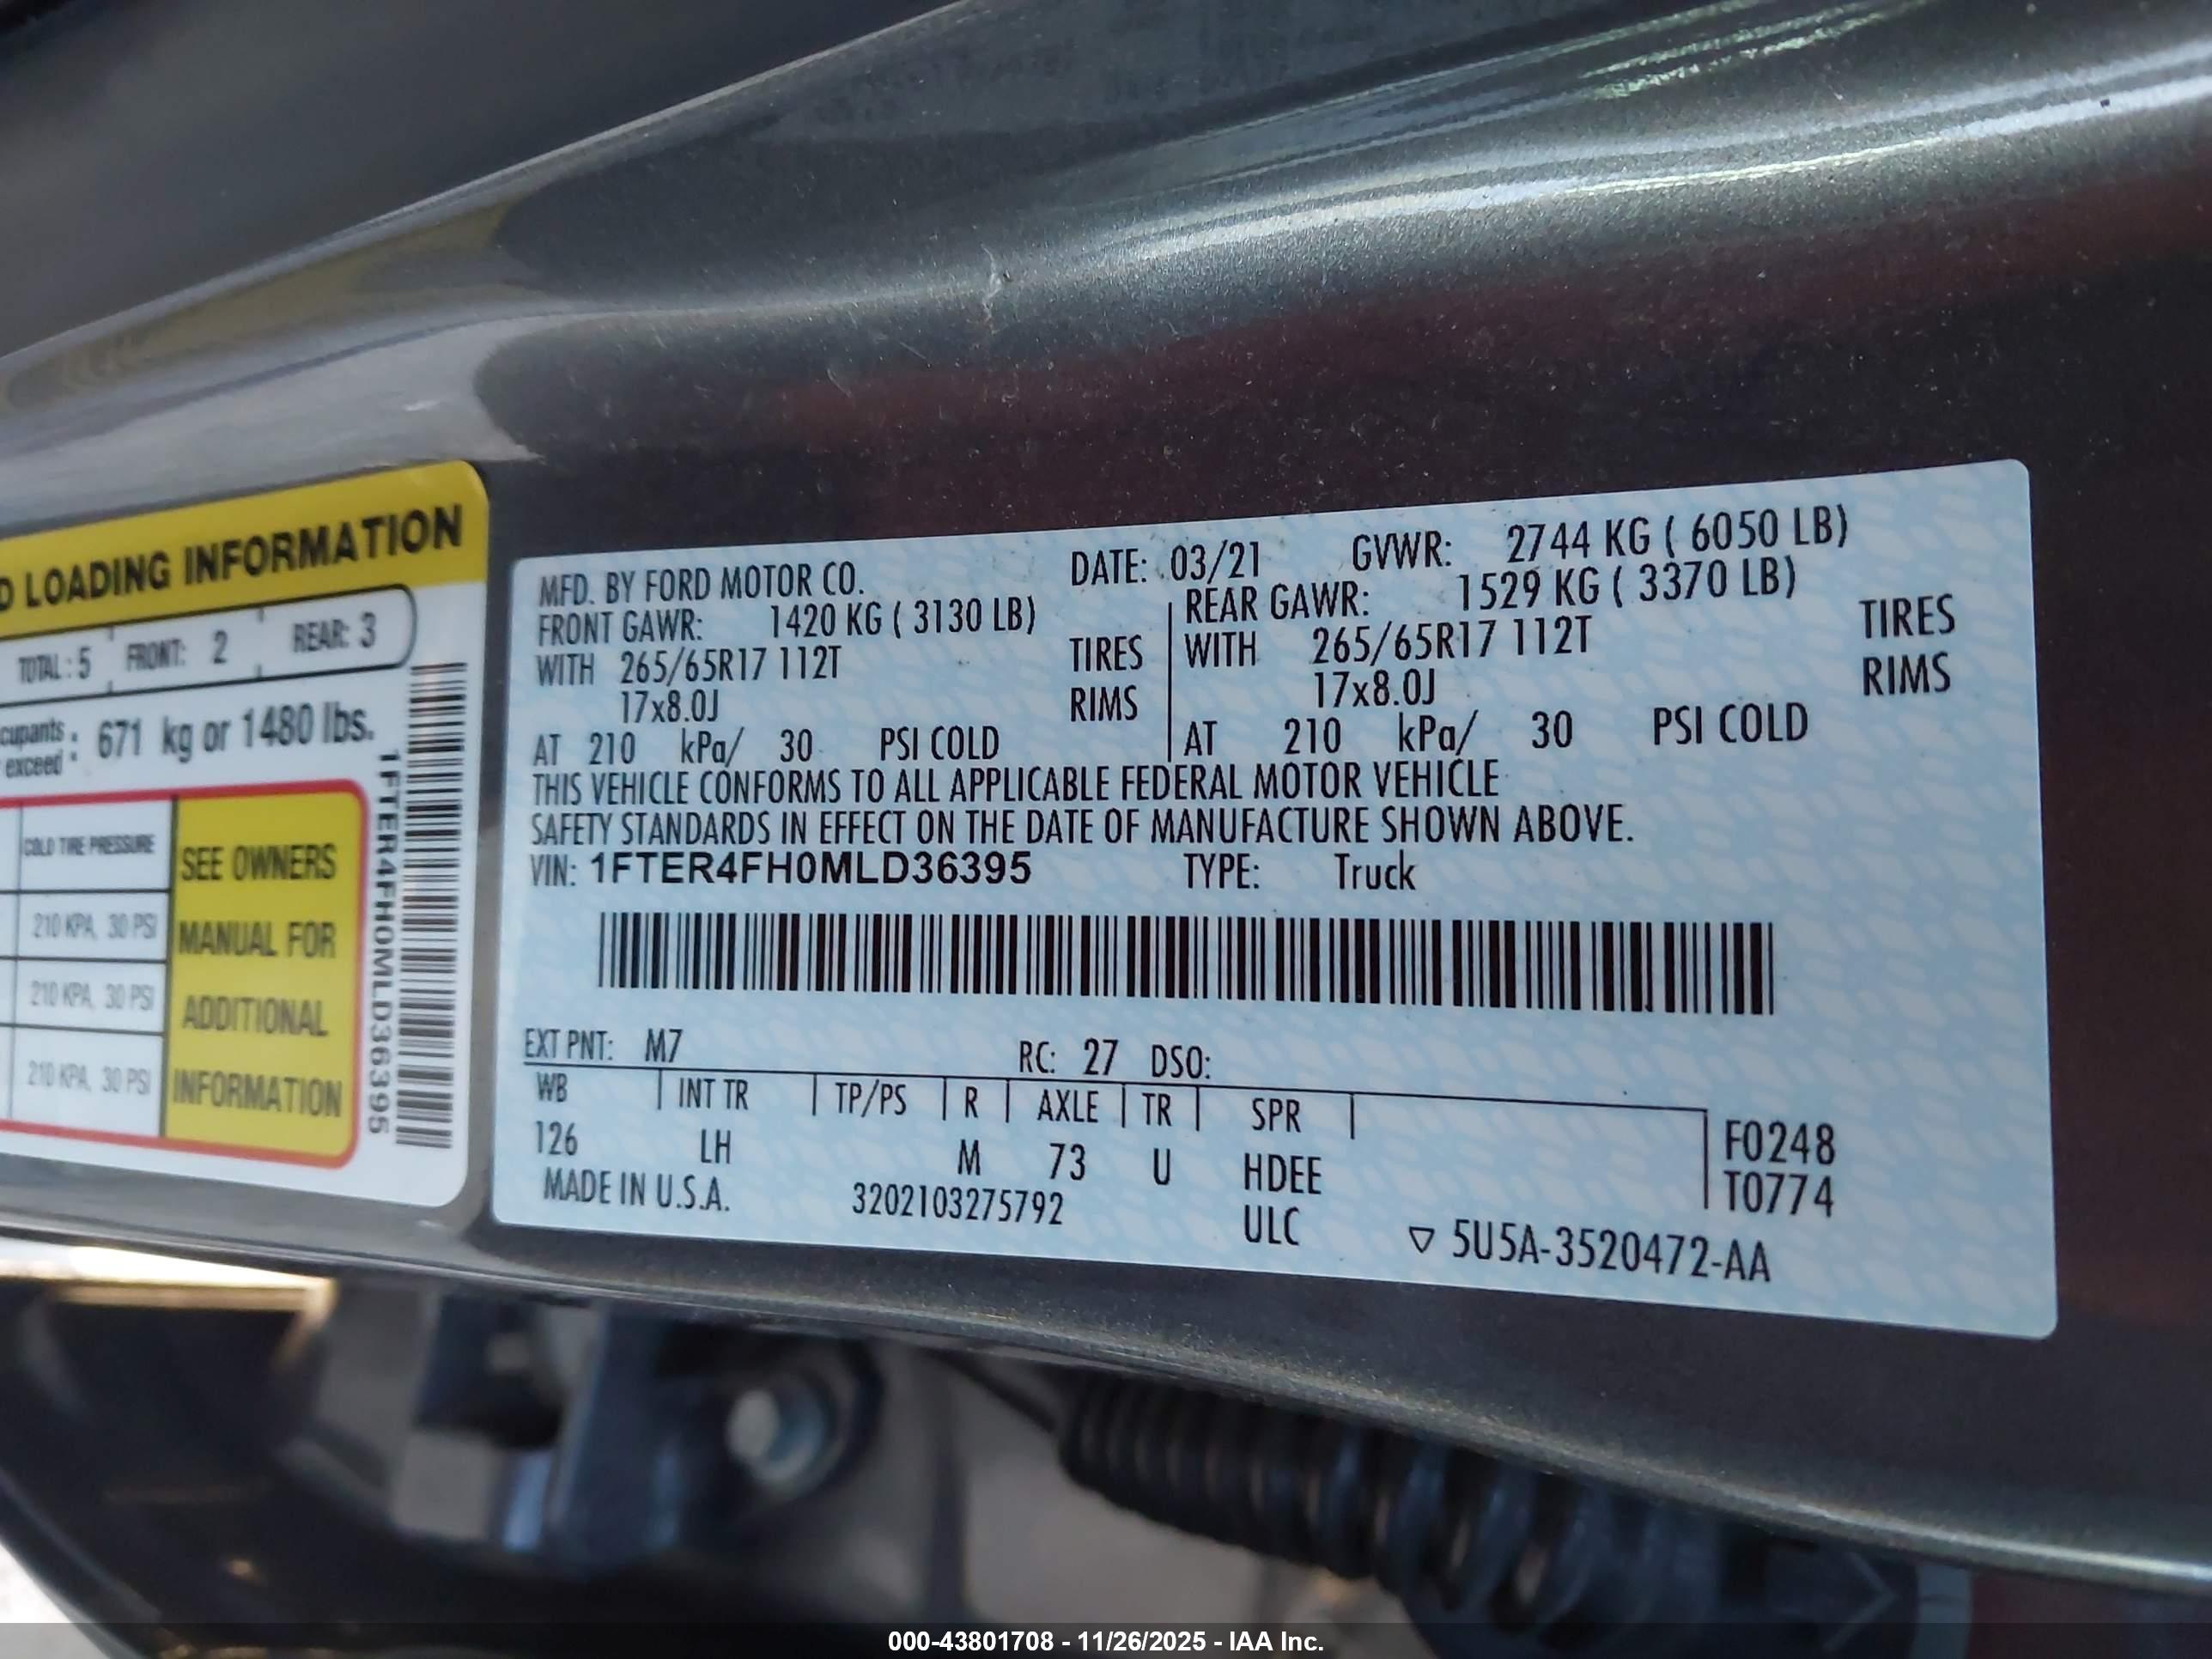 D LOADING INFORMATION
TOTAL: 5 FRONT: 2 REAR: 3
cupants
exceed : 671 kg or 1480 lbs.
COLD TIRE PRESSURE
210 KPA, 30 PSI
210 KPA, 30 PSI
210 KPA, 30 PSI
SEE OWNERS
MANUAL FOR
ADDITIONAL
INFORMATION
1FTER4FH0MLD36395
MFD. BY FORD MOTOR CO. DATE: 03/21 GVWR: 2744 KG ( 6050 LB)
FRONT GAWR: 1420 KG ( 3130 LB) REAR GAWR: 1529 KG ( 3370 LB)
WITH 265/65R17 112T TIRES WITH 265/65R17 112T TIRES
17x8.0J RIMS 17x8.0J RIMS
AT 210 kPa/ 30 PSI COLD AT 210 kPa/ 30 PSI COLD
THIS VEHICLE CONFORMS TO ALL APPLICABLE FEDERAL MOTOR VEHICLE
SAFETY STANDARDS IN EFFECT ON THE DATE OF MANUFACTURE SHOWN ABOVE.
VIN: 1FTER4FH0MLD36395 TYPE: Truck
EXT PNT: M7 RC: 27 DSO:
WB INT TR TP/PS R AXLE TR SPR
126 LH M 73 U HDEE
F0248
T0774
MADE IN U.S.A. 3202103275792 ULC ▽ 5U5A-3520472-AA
000-43801708 - 11/26/2025 - IAA Inc.